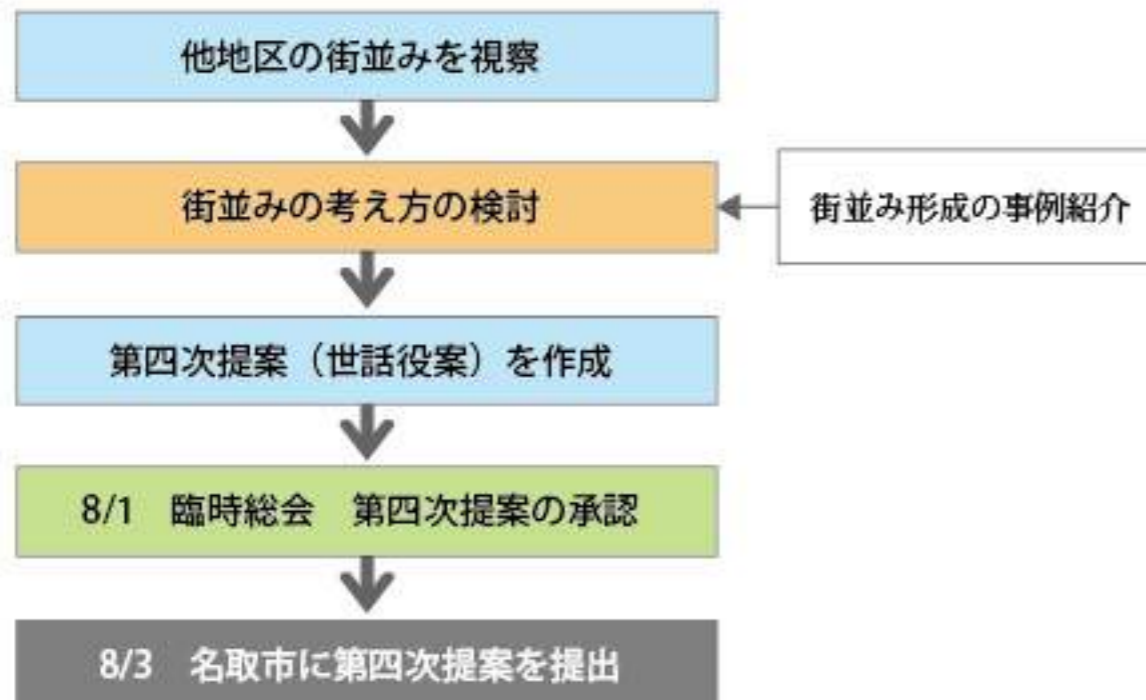 他地区の街並みを視察
街並みの考え方の検討
街並み形成の事例紹介
第四次提案（世話役案）を作成
8/1　臨時総会　第四次提案の承認
8/3　名取市に第四次提案を提出